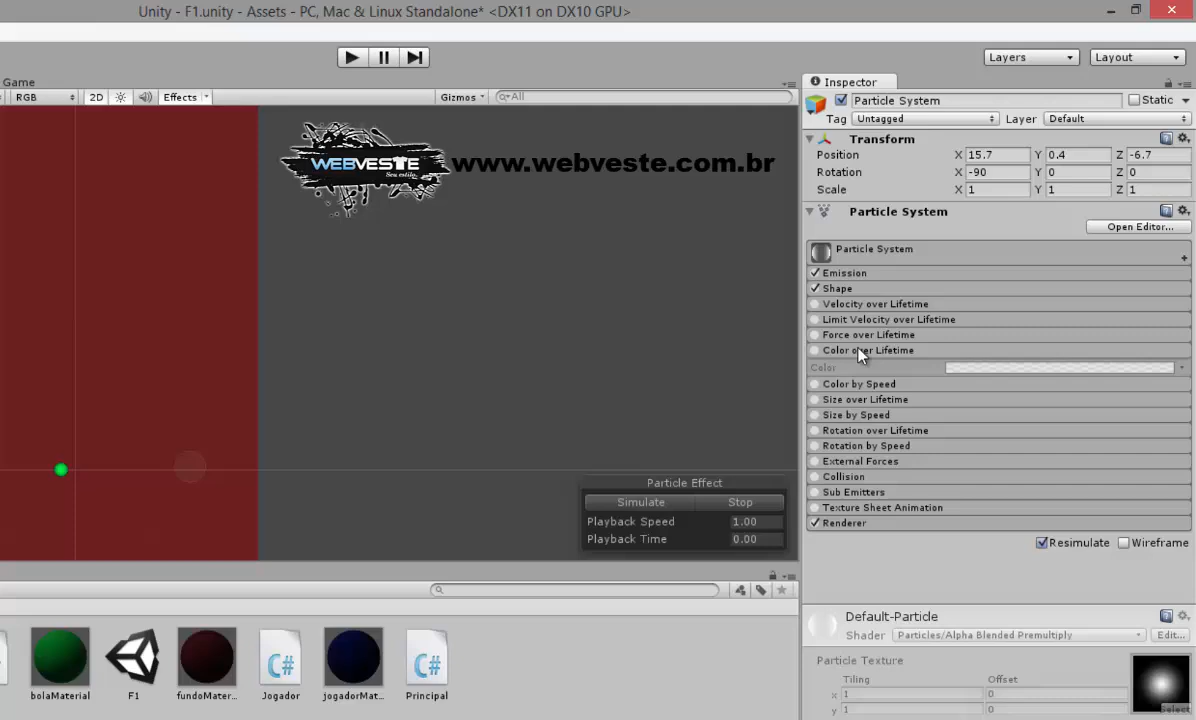 Unity - F1.unity - Assets - PC, Mac & Linux Standalone* <DX11 on DX10 GPU>
Layers
Layout
Game
RGB
2D
Effects
Gizmos
All
WEBVESTE
Seu estilo.
www.webveste.com.br
Inspector
Particle System
Static
Tag Untagged
Layer Default
Transform
Position X 15.7 Y 0.4 Z -6.7
Rotation X -90 Y 0 Z 0
Scale X 1 Y 1 Z 1
Particle System
Open Editor...
Particle System
Emission
Shape
Velocity over Lifetime
Limit Velocity over Lifetime
Force over Lifetime
Color over Lifetime
Color
Color by Speed
Size over Lifetime
Size by Speed
Rotation over Lifetime
Rotation by Speed
External Forces
Collision
Sub Emitters
Texture Sheet Animation
Renderer
Resimulate Wireframe
Particle Effect
Simulate Stop
Playback Speed 1.00
Playback Time 0.00
bolaMaterial
F1
fundoMater...
Jogador
jogadorMat...
Principal
C#
C#
Default-Particle
Shader Particles/Alpha Blended Premultiply
Edit...
Particle Texture
Tiling Offset
x 1 0
y 1 0
Select